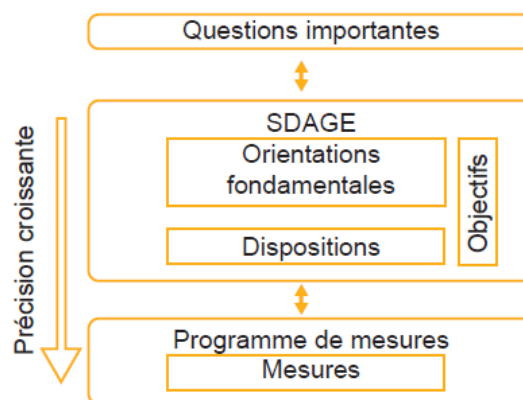 Questions importantes
SDAGE
Orientations
fondamentales
Objectifs
Dispositions
Programme de mesures
Mesures
Précision croissante